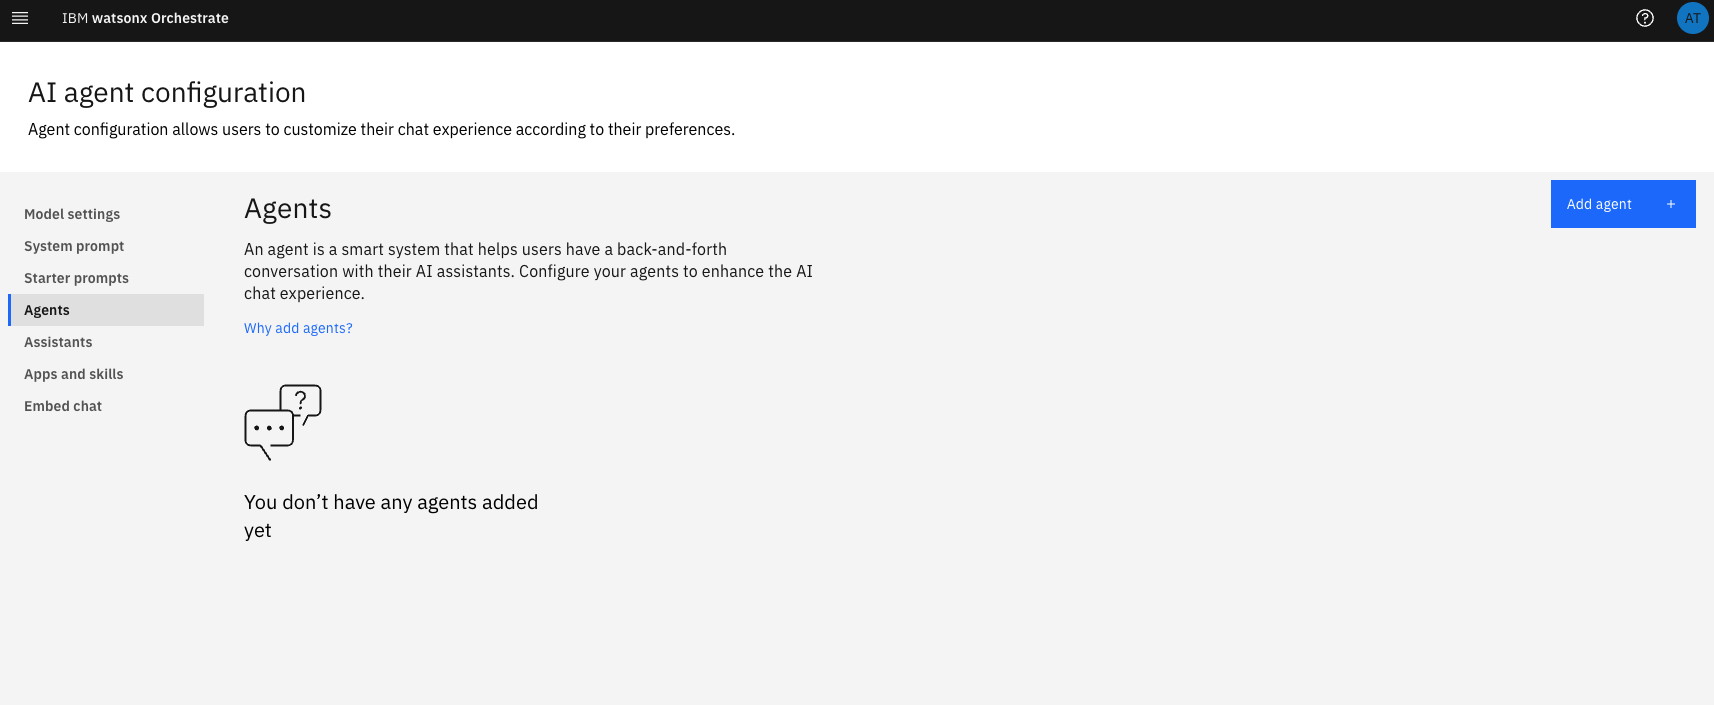 IBM watsonx Orchestrate
AT
AI agent configuration
Agent configuration allows users to customize their chat experience according to their preferences.
Model settings
System prompt
Starter prompts
Agents
Assistants
Apps and skills
Embed chat
Agents
Add agent +
An agent is a smart system that helps users have a back-and-forth
conversation with their AI assistants. Configure your agents to enhance the AI
chat experience.
Why add agents?
?
You don’t have any agents added
yet